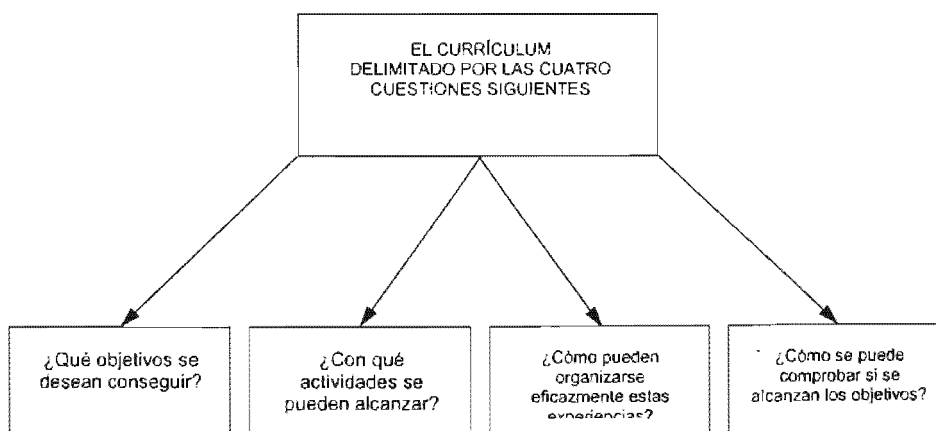 EL CURRÍCULUM
DELIMITADO POR LAS CUATRO
CUESTIONES SIGUIENTES
¿Qué objetivos se
desean conseguir?
¿Con qué
actividades se
pueden alcanzar?
¿Cómo pueden
organizarse
eficazmente estas
experiencias?
¿Cómo se puede
comprobar si se
alcanzan los objetivos?